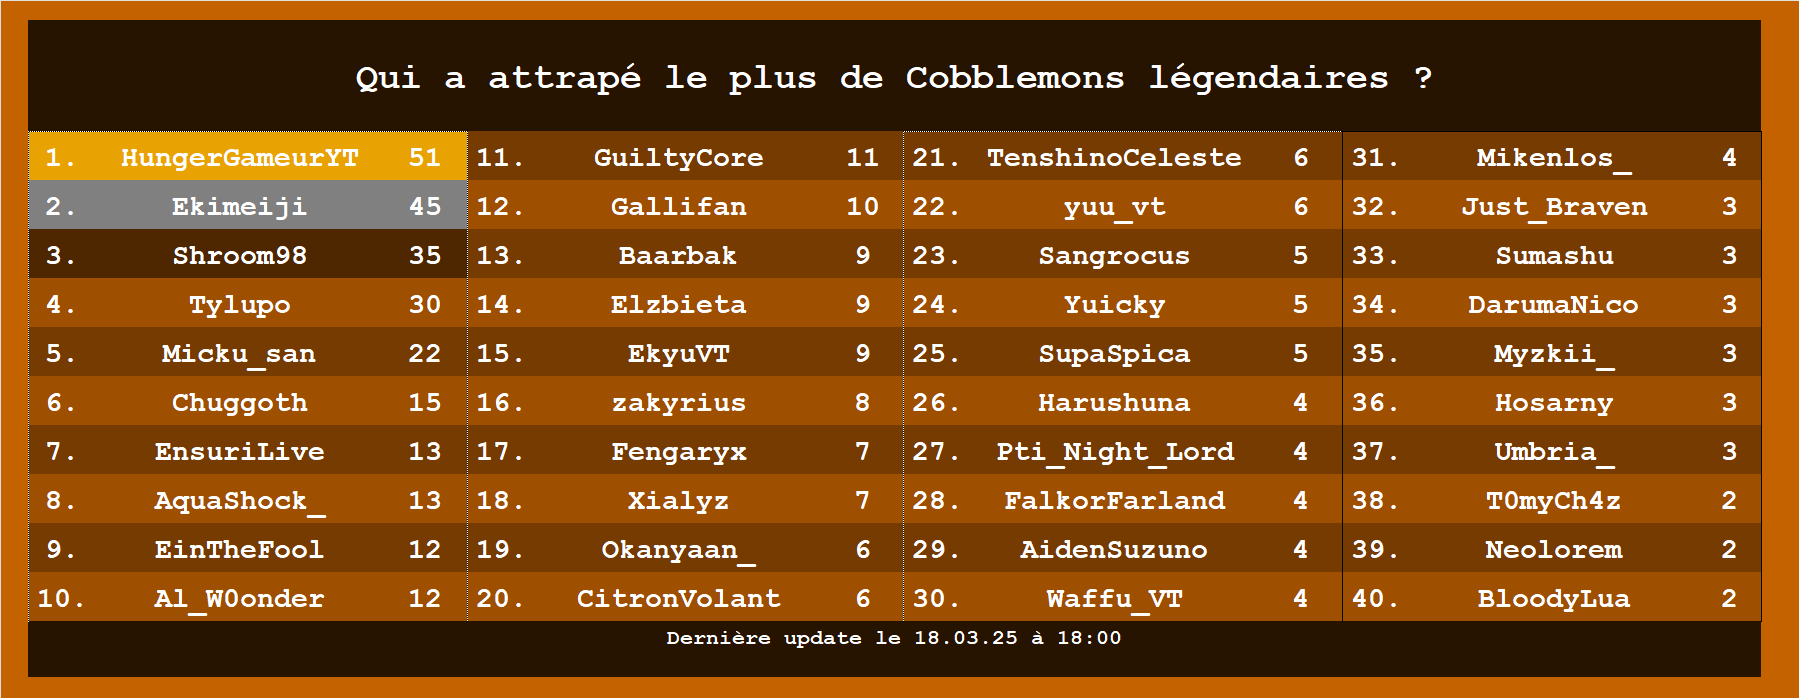 Qui a attrapé le plus de Cobblemons légendaires ?
1. HungerGameurYT 51
2. Ekimeiji 45
3. Shroom98 35
4. Tylupo 30
5. Micku_san 22
6. Chuggoth 15
7. EnsuriLive 13
8. AquaShock_ 13
9. EinTheFool 12
10. Al_W0onder 12
11. GuiltyCore 11
12. Gallifan 10
13. Baarbak 9
14. Elzbieta 9
15. EkyuVT 9
16. zakyrius 8
17. Fengaryx 7
18. Xialyz 7
19. Okanyaan_ 6
20. CitronVolant 6
21. TenshinoCeleste 6
22. yuu_vt 6
23. Sangrocus 5
24. Yuicky 5
25. SupaSpica 5
26. Harushuna 4
27. Pti_Night_Lord 4
28. FalkorFarland 4
29. AidenSuzuno 4
30. Waffu_VT 4
31. Mikenlos_ 4
32. Just_Braven 3
33. Sumashu 3
34. DarumaNico 3
35. Myzkii_ 3
36. Hosarny 3
37. Umbria_ 3
38. T0myCh4z 2
39. Neolorem 2
40. BloodyLua 2
Dernière update le 18.03.25 à 18:00